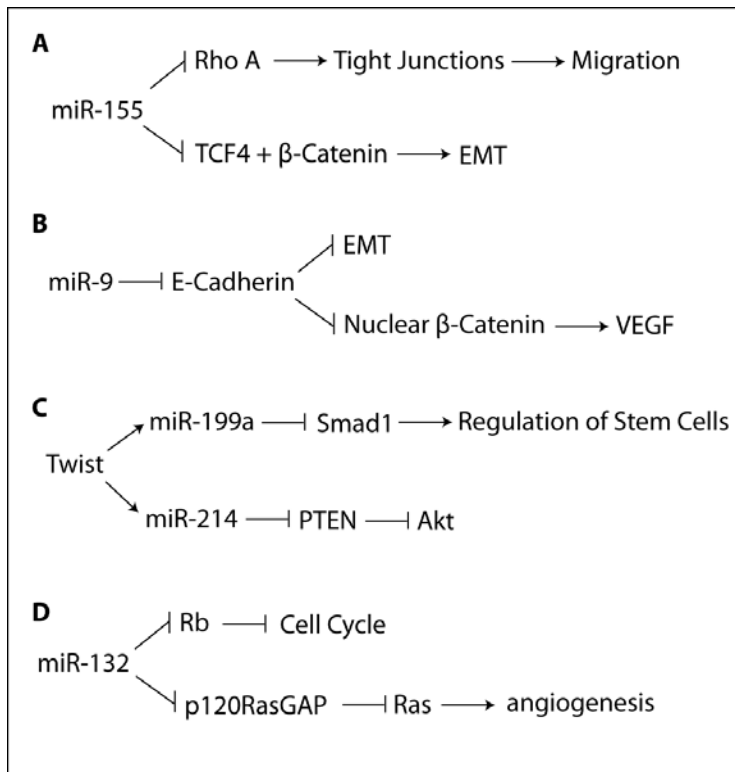 A
Rho A Tight Junctions Migration
miR-155
TCF4 + β-Catenin EMT
B
EMT
miR-9 E-Cadherin
Nuclear β-Catenin VEGF
C
miR-199a Smad1 Regulation of Stem Cells
Twist
miR-214 PTEN Akt
D
Rb Cell Cycle
miR-132
p120RasGAP Ras angiogenesis